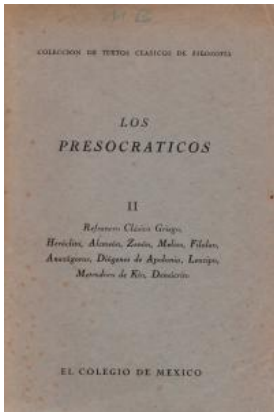 COLECCION DE TEXTOS CLASICOS DE FILOSOFIA
LOS
PRESOCRATICOS
II
Refranero Clásico Griego,
Heráclito, Alcmeón, Zenón, Meliso, Filolao,
Anaxágoras, Diógenes de Apolonia, Leucipo,
Metrodoro de Kío, Demócrito.
EL COLEGIO DE MEXICO